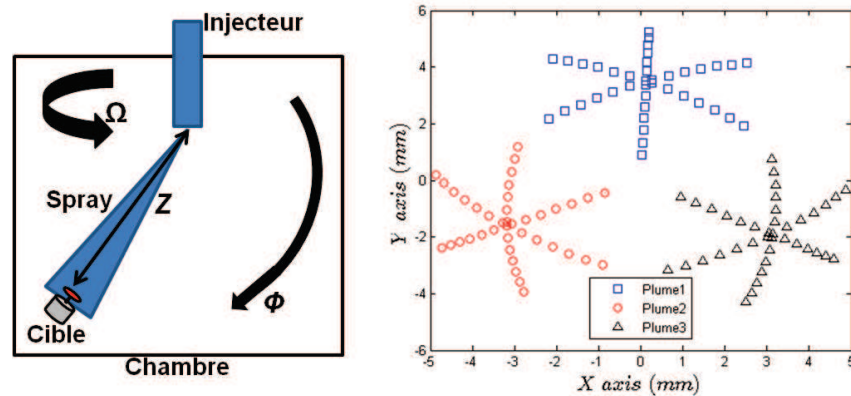 Injecteur
Ω
Spray
Z
Φ
Cible
Chambre
Y axis (mm)
6
4
2
0
-2
-4
-6
-5 -4 -3 -2 -1 0 1 2 3 4 5
X axis (mm)
Plume1
Plume2
Plume3